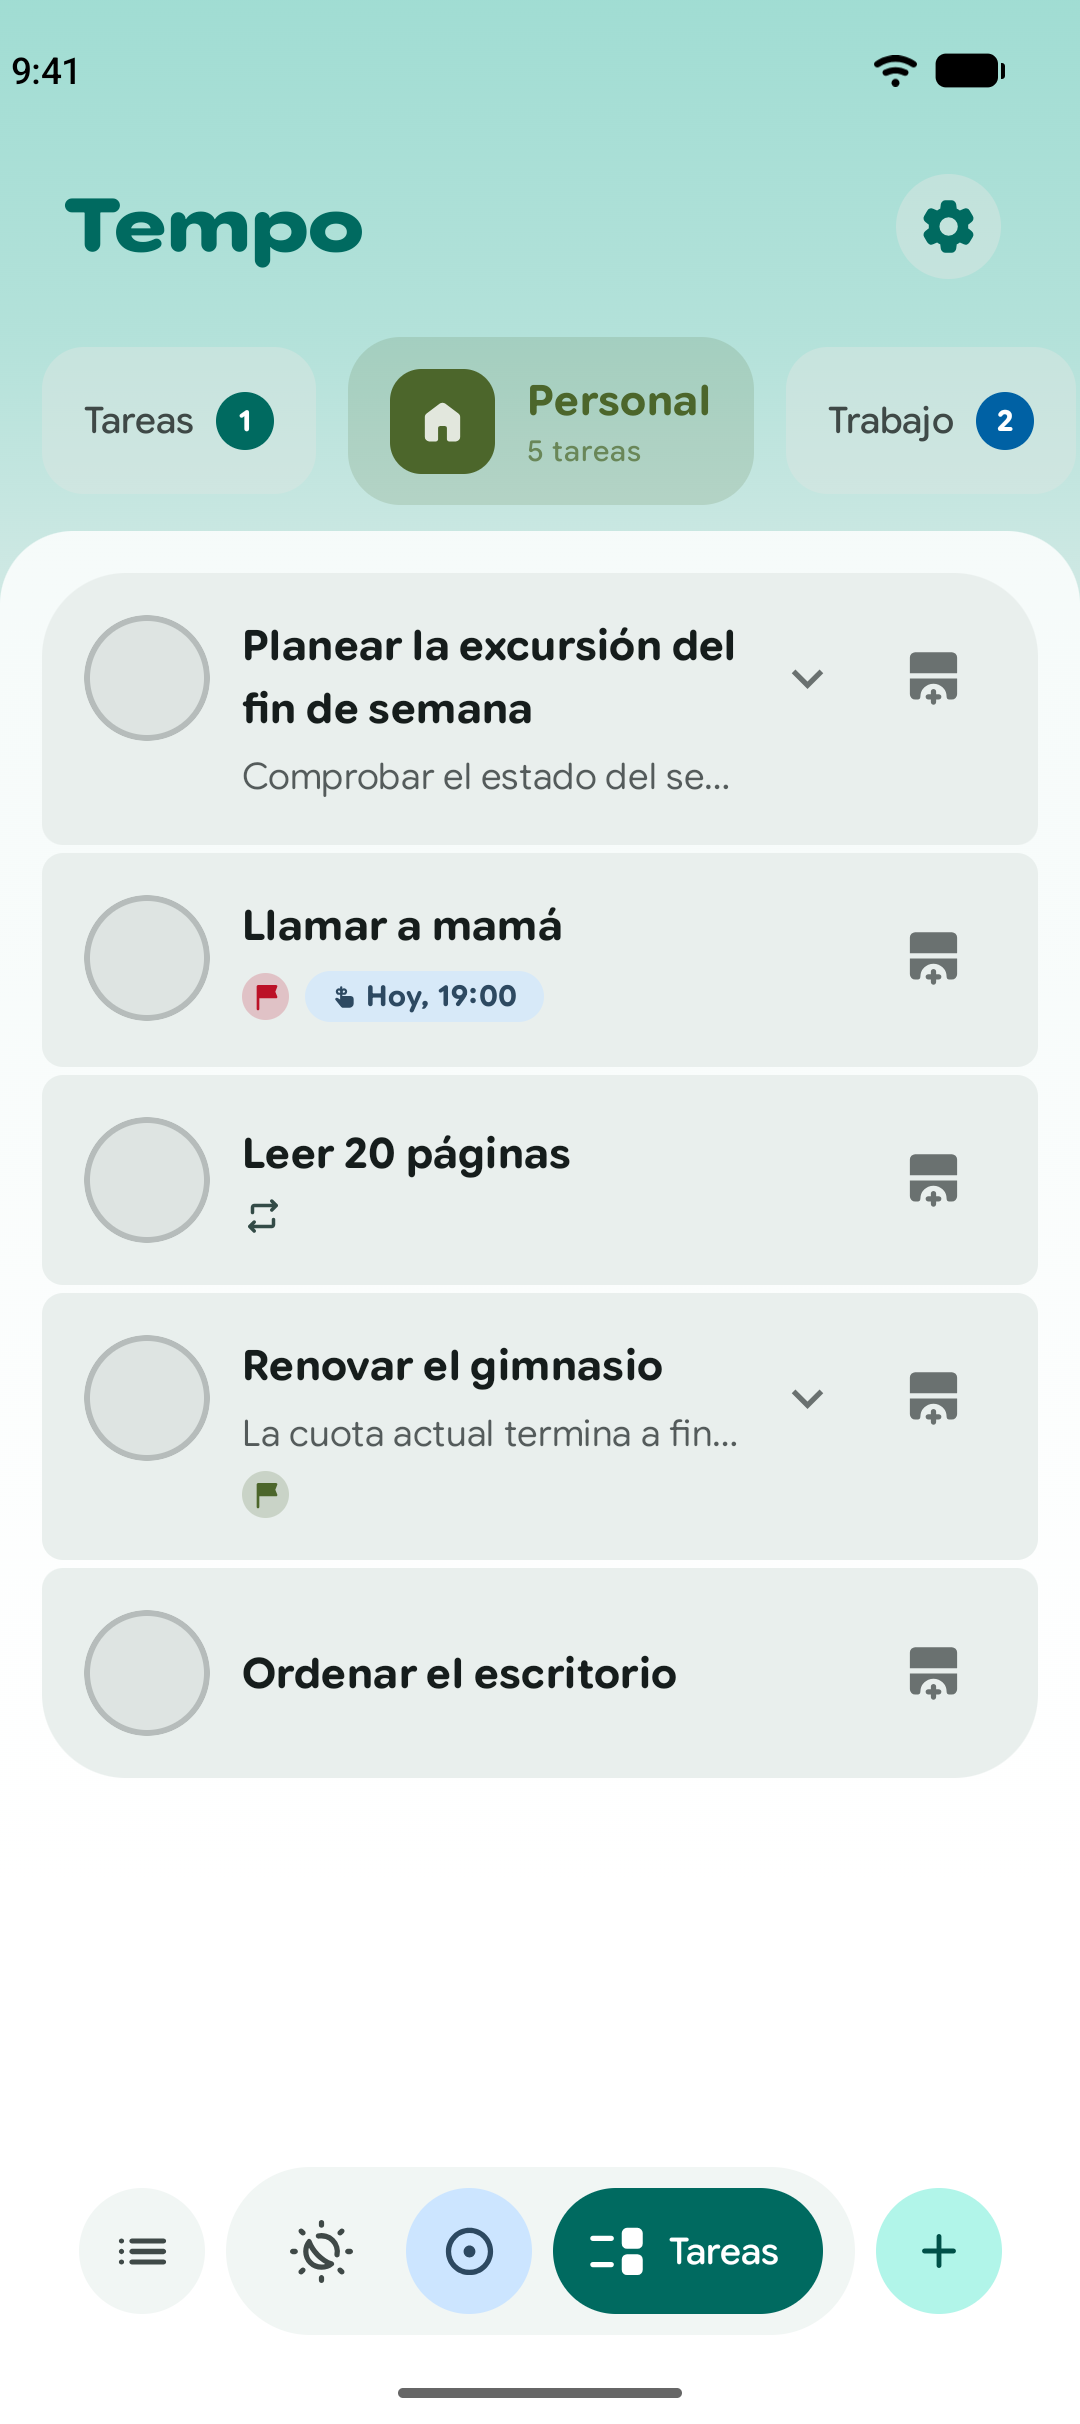 9:41
Tempo
Tareas 1
Personal
5 tareas
Trabajo 2
Planear la excursión del
fin de semana
Comprobar el estado del se...
Llamar a mamá
Hoy, 19:00
Leer 20 páginas
Renovar el gimnasio
La cuota actual termina a fin...
Ordenar el escritorio
Tareas